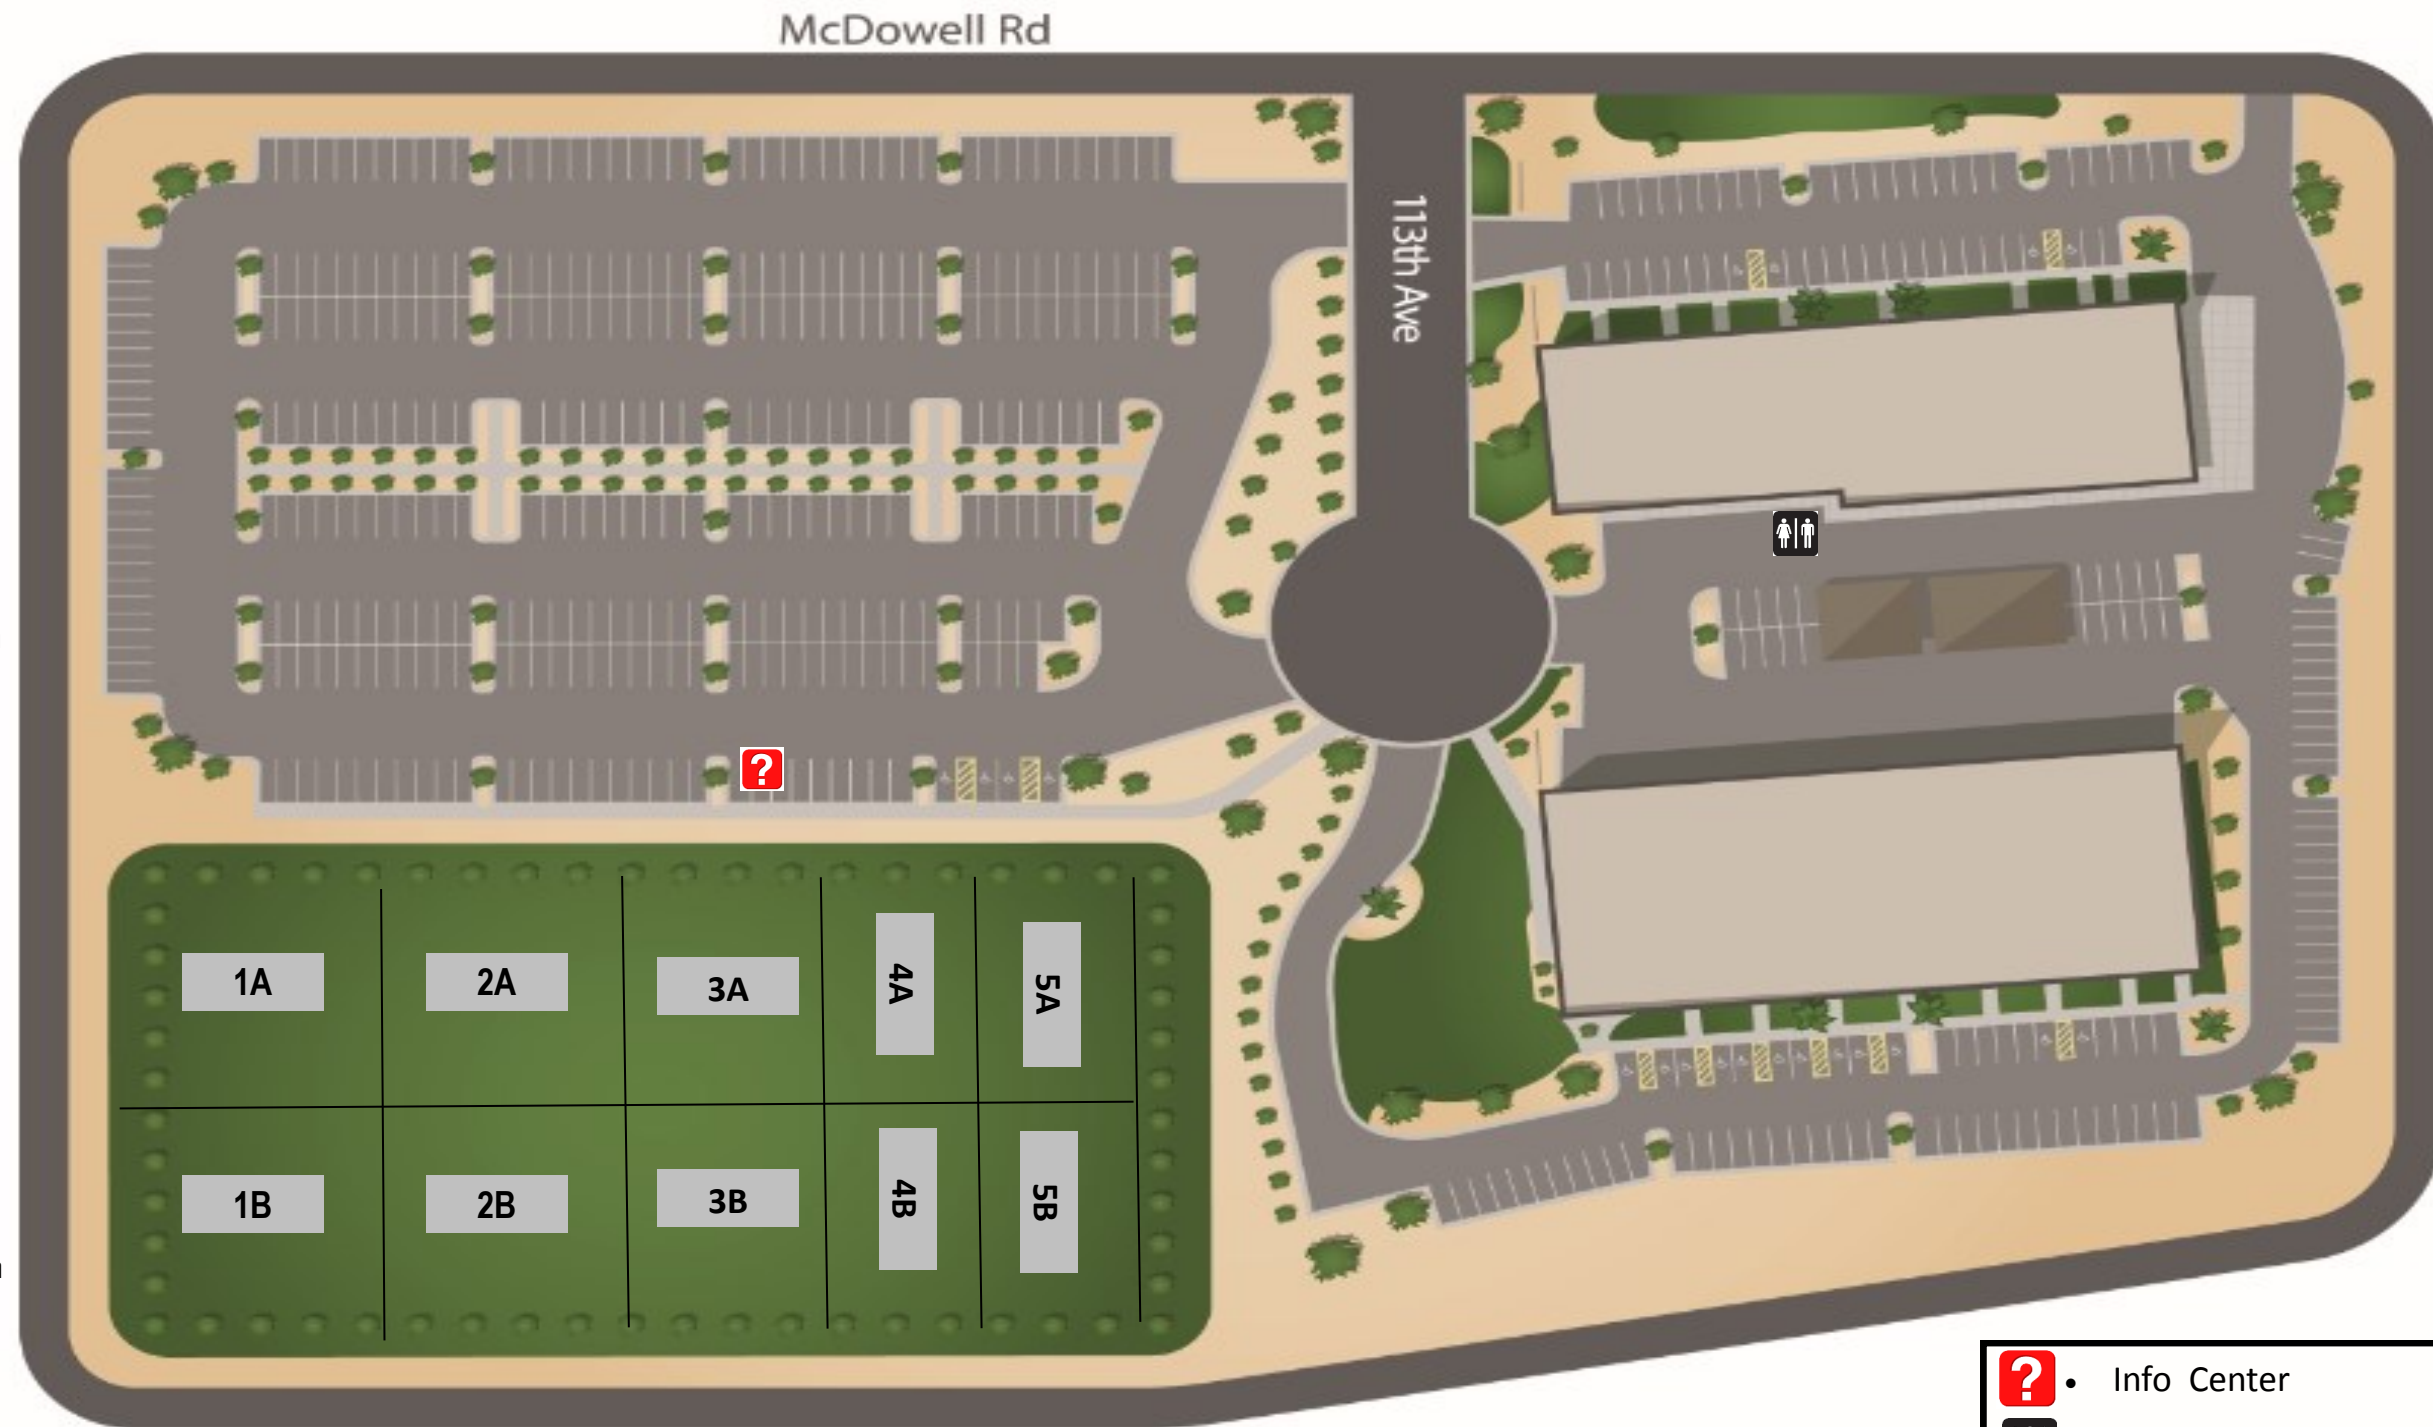 McDowell Rd
113th Ave
?
1A
2A
3A
4A
5A
1B
2B
3B
4B
5B
? • Info Center